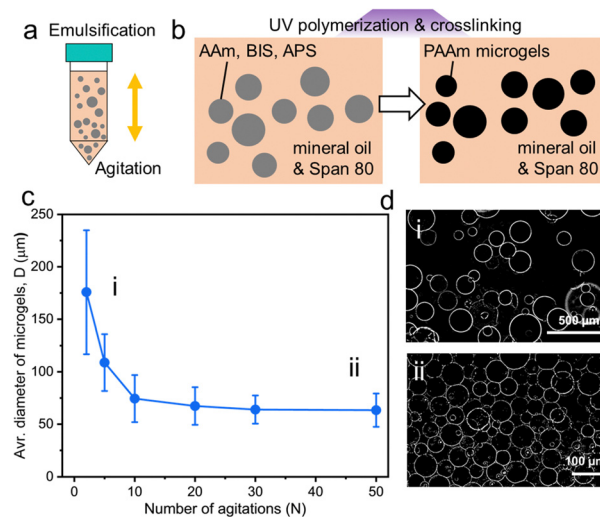 a
Emulsification
Agitation
b
UV polymerization & crosslinking
AAm, BIS, APS
mineral oil
& Span 80
PAAm microgels
mineral oil
& Span 80
c
Avr. diameter of microgels, D (μm)
250
200
150
100
50
0
i
ii
0
10
20
30
40
50
Number of agitations (N)
d
i
500 μm
ii
100 μm